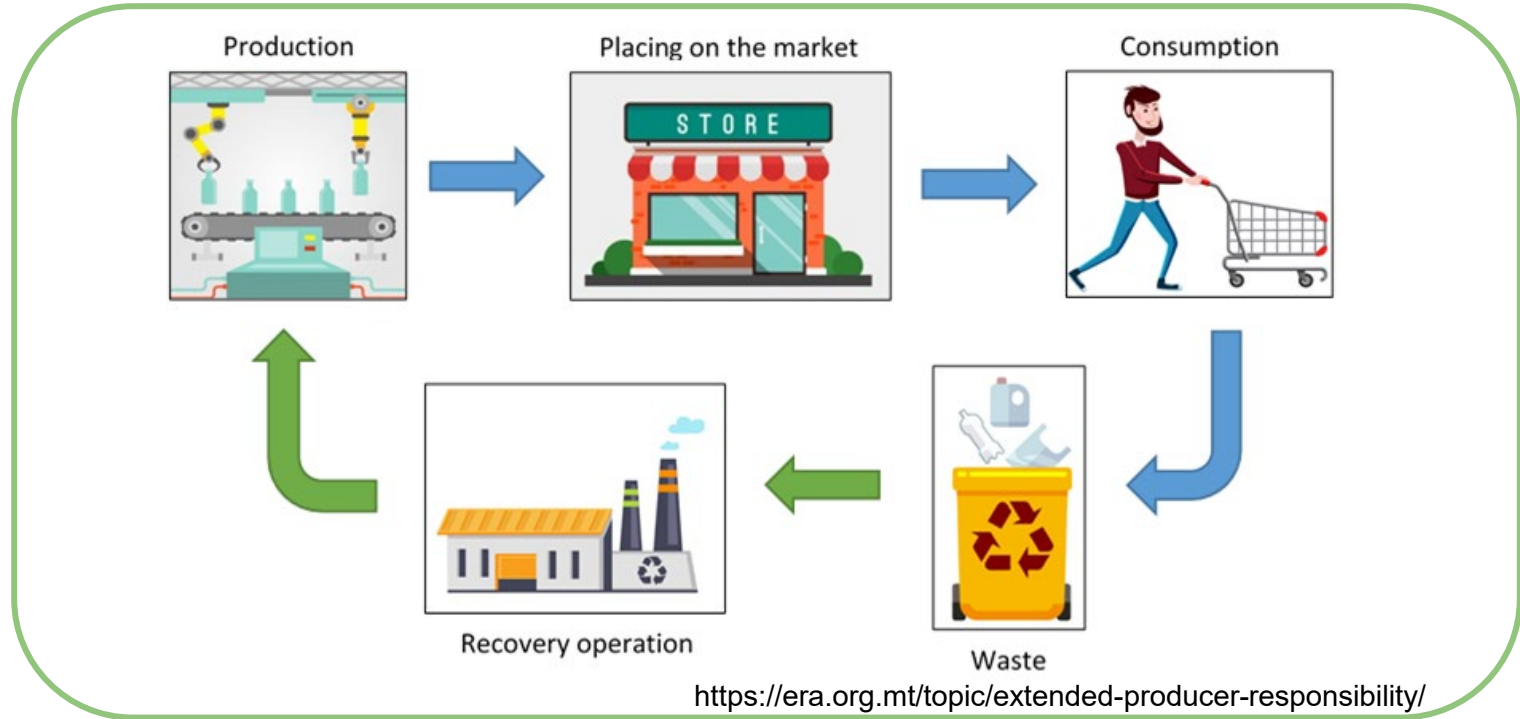 Production
Placing on the market
Consumption
STORE
Recovery operation
Waste
https://era.org.mt/topic/extended-producer-responsibility/